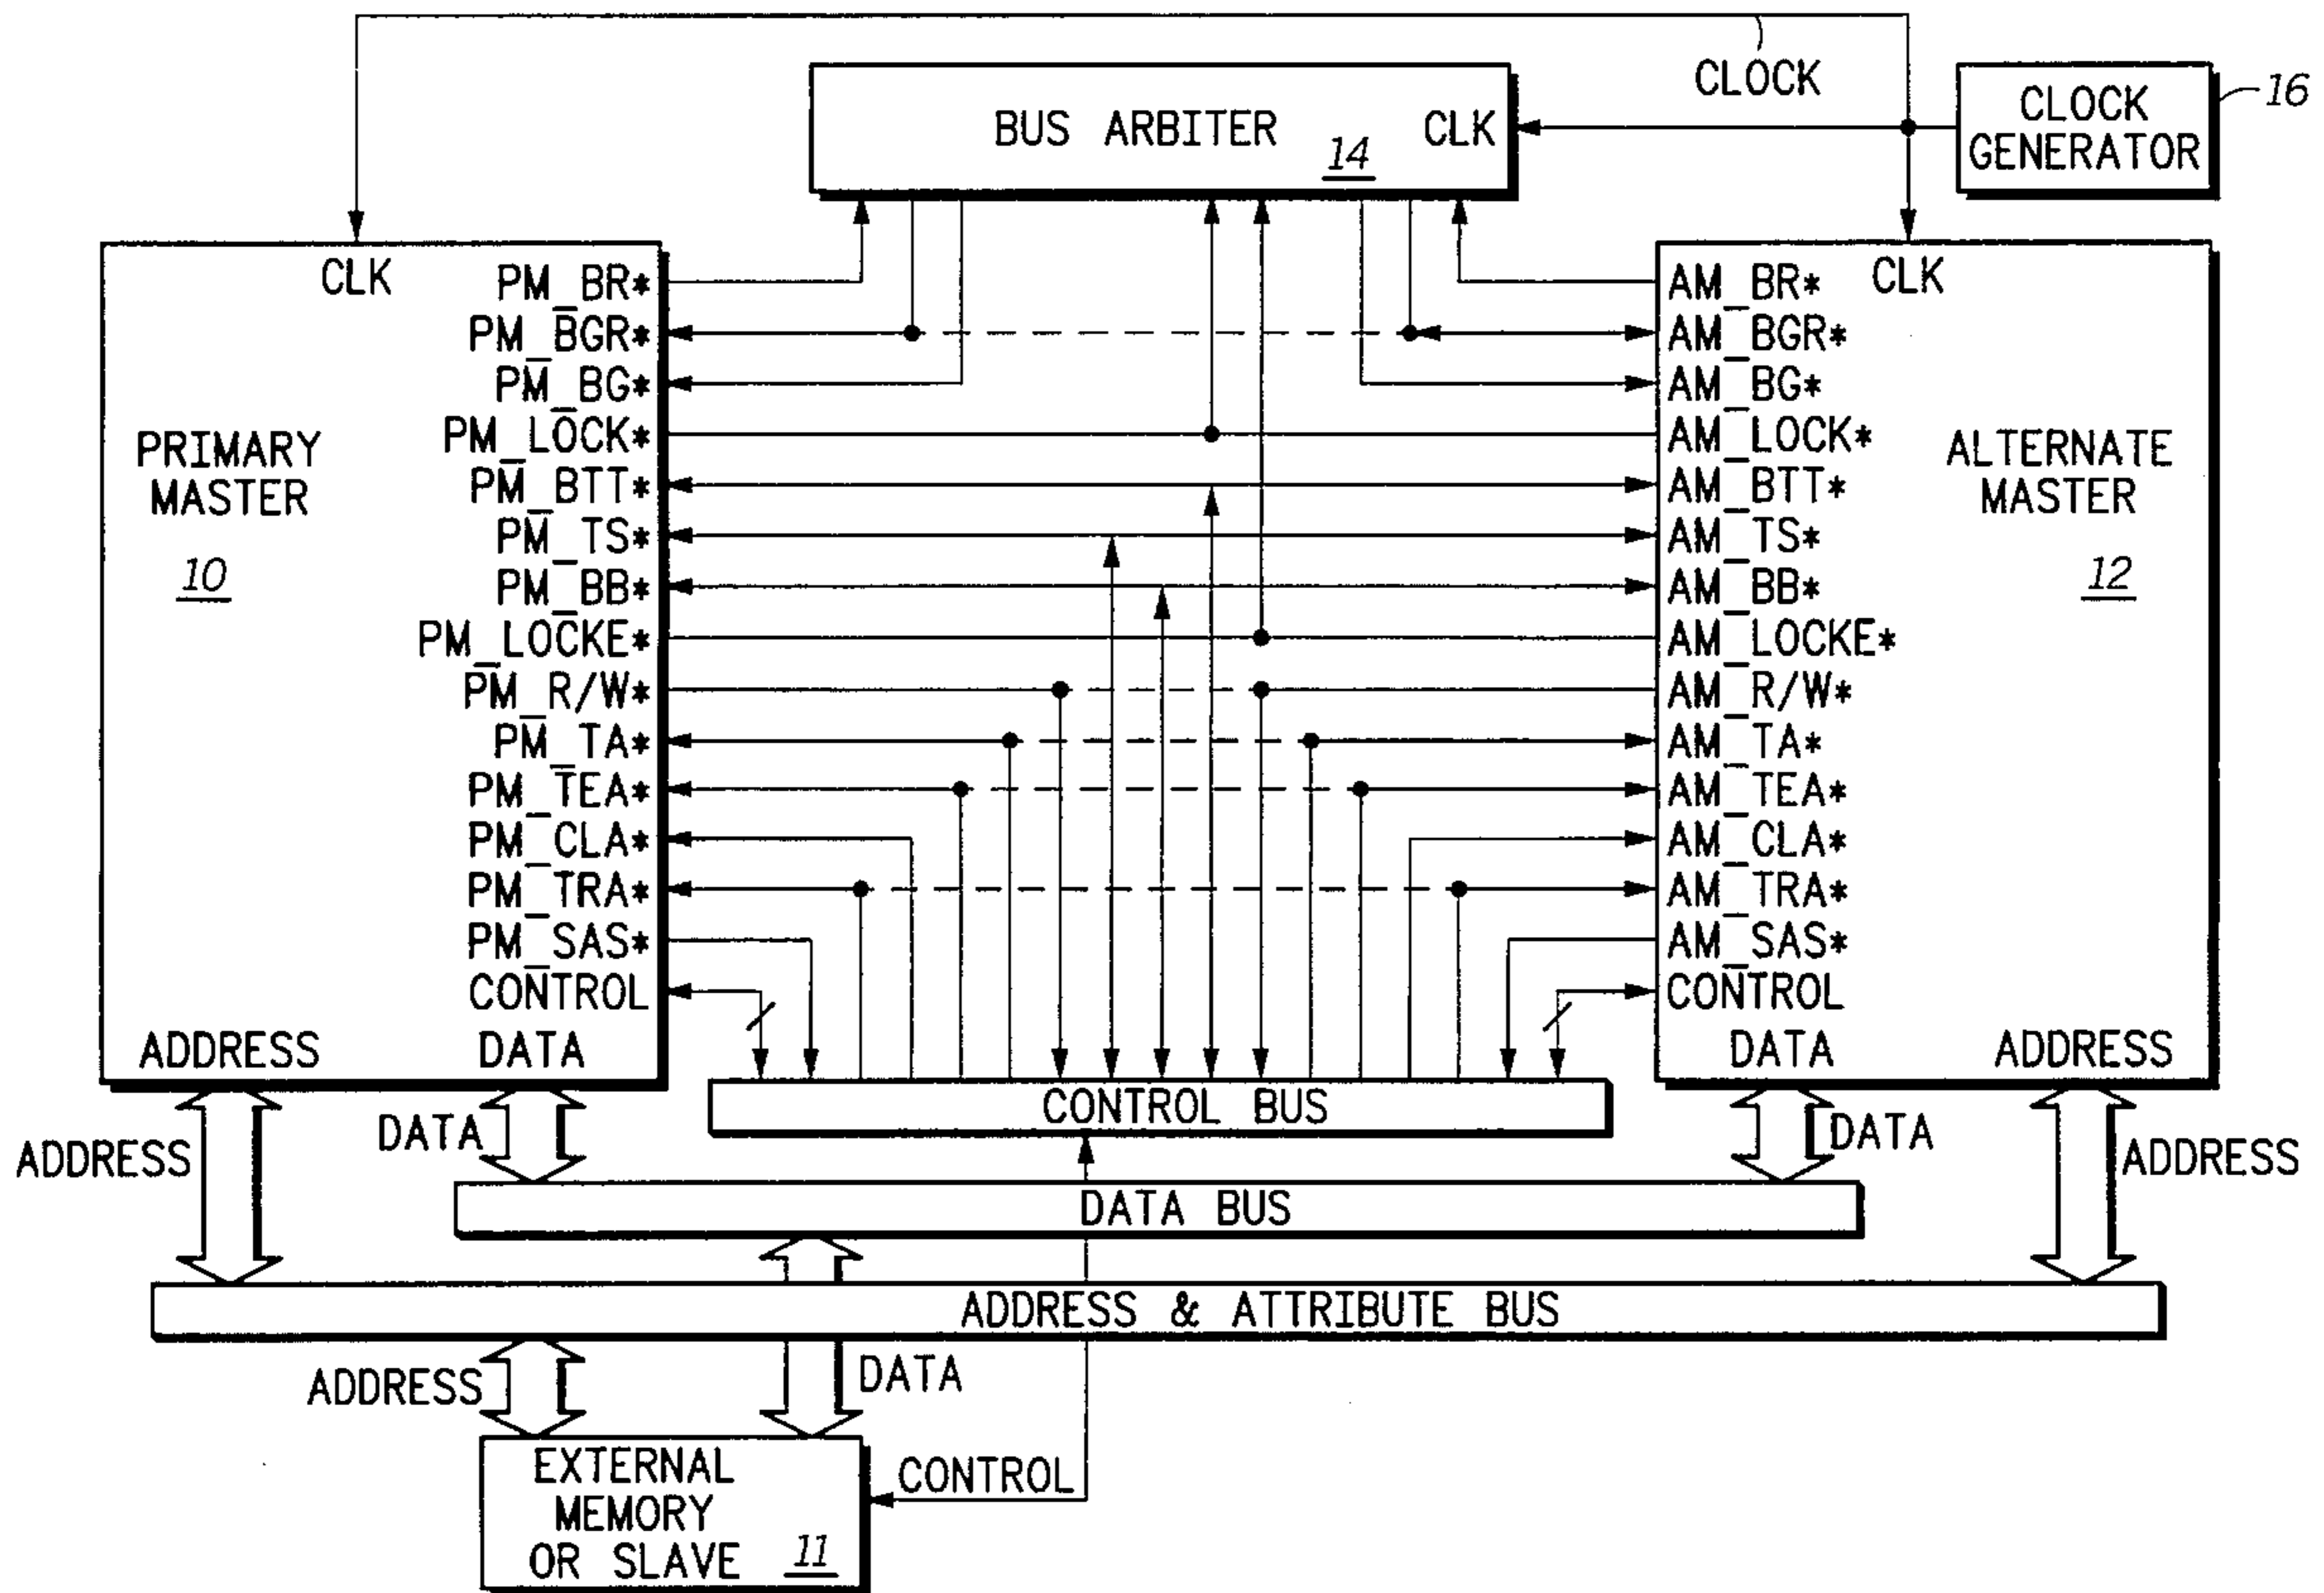 CLOCK
CLOCK
GENERATOR
16
BUS ARBITER
14
CLK
PRIMARY
MASTER
10
CLK
PM_BR*
PM_BGR*
PM_BG*
PM_LOCK*
PM_BTT*
PM_TS*
PM_BB*
PM_LOCKE*
PM_R/W*
PM_TA*
PM_TEA*
PM_CLA*
PM_TRA*
PM_SAS*
CONTROL
ADDRESS
DATA
CLK
AM_BR*
AM_BGR*
AM_BG*
AM_LOCK*
AM_BTT*
AM_TS*
AM_BB*
AM_LOCKE*
AM_R/W*
AM_TA*
AM_TEA*
AM_CLA*
AM_TRA*
AM_SAS*
CONTROL
ALTERNATE
MASTER
12
DATA
ADDRESS
CONTROL BUS
ADDRESS
DATA
DATA
ADDRESS
DATA BUS
ADDRESS & ATTRIBUTE BUS
ADDRESS
DATA
EXTERNAL
MEMORY
OR SLAVE
11
CONTROL